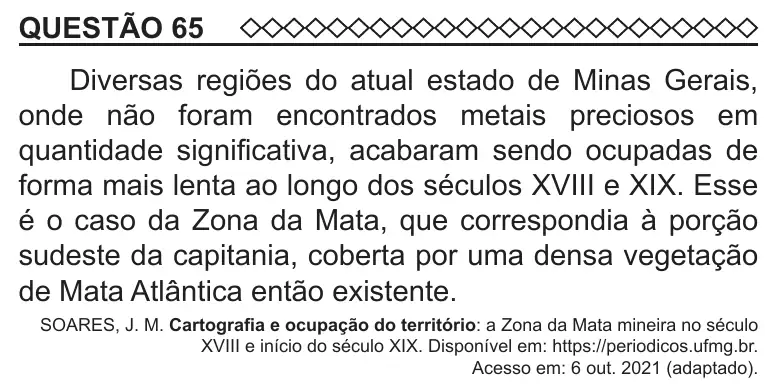 QUESTÃO 65
Diversas regiões do atual estado de Minas Gerais,
onde não foram encontrados metais preciosos em
quantidade significativa, acabaram sendo ocupadas de
forma mais lenta ao longo dos séculos XVIII e XIX. Esse
é o caso da Zona da Mata, que correspondia à porção
sudeste da capitania, coberta por uma densa vegetação
de Mata Atlântica então existente.
SOARES, J. M. Cartografia e ocupação do território: a Zona da Mata mineira no século
XVIII e início do século XIX. Disponível em: https://periodicos.ufmg.br.
Acesso em: 6 out. 2021 (adaptado).